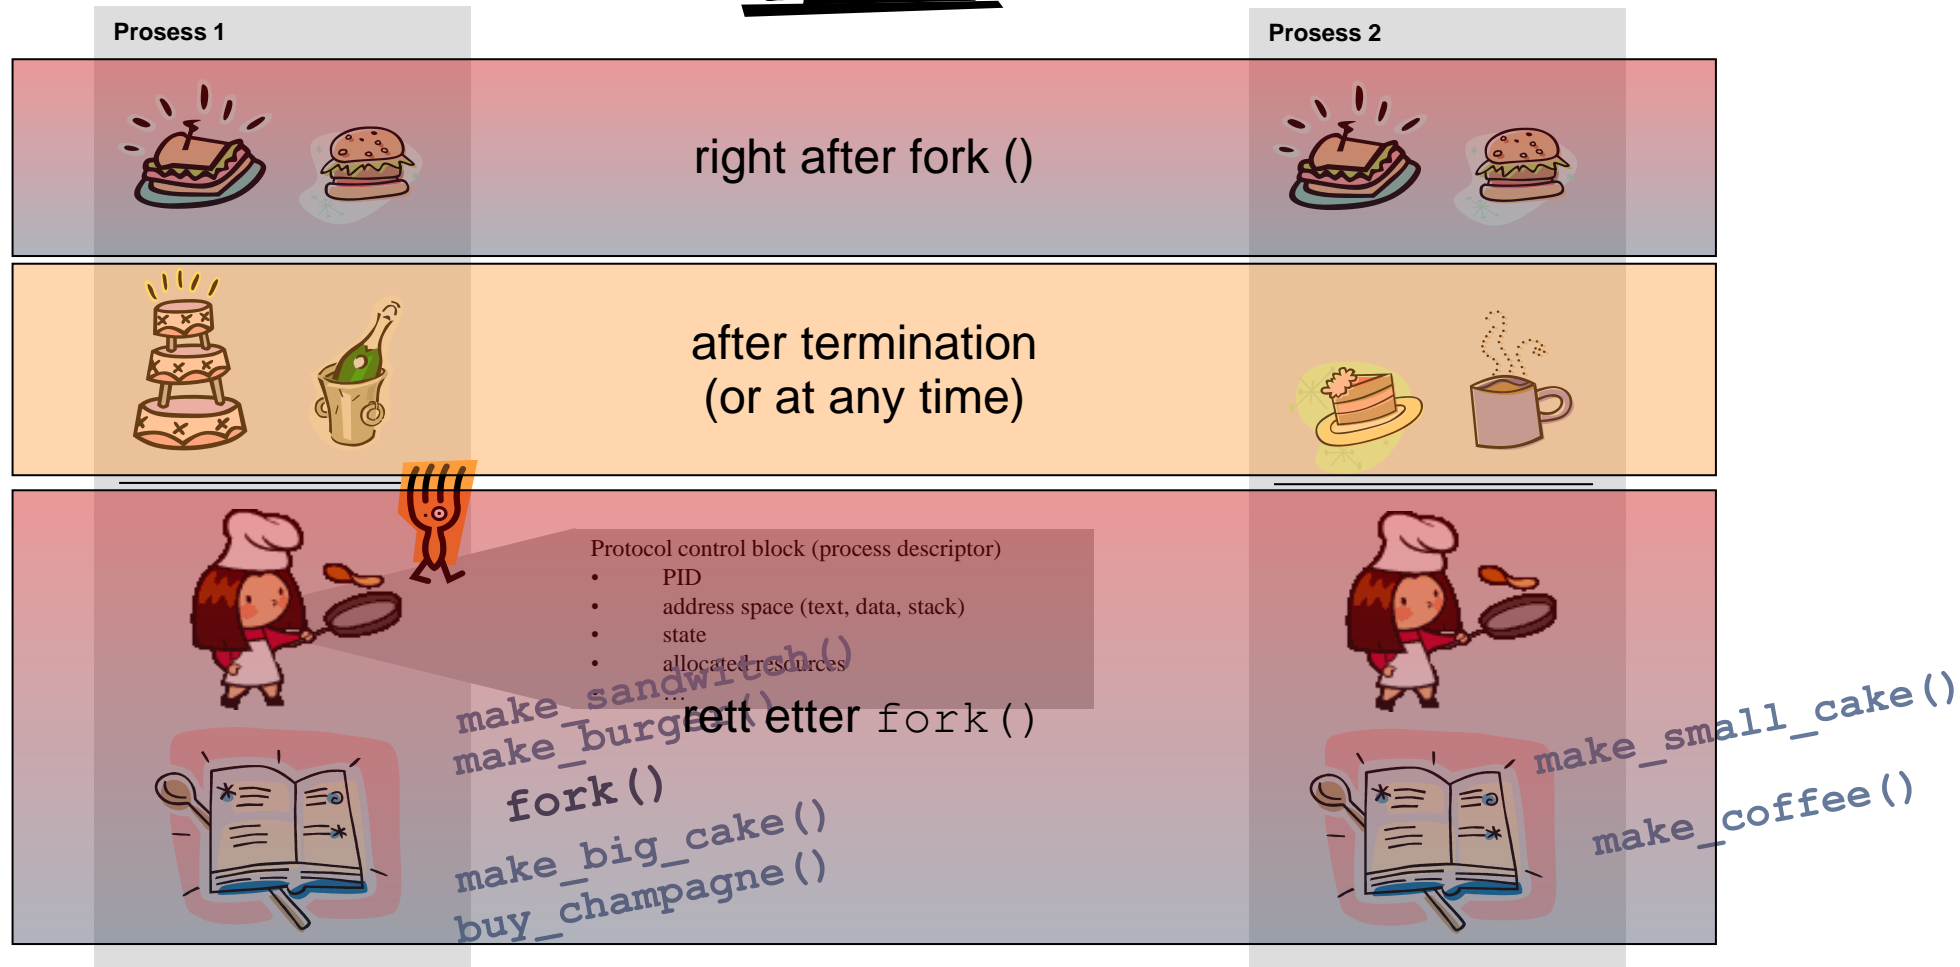 Prosess 1
Prosess 2
right after fork ()
after termination
(or at any time)
Protocol control block (process descriptor)
• PID
• address space (text, data, stack)
• state
• allocated resources
• …
make_sandwitch()
make_burger()
rett etter fork()
fork()
make_big_cake()
buy_champagne()
make_small_cake()
make_coffee()